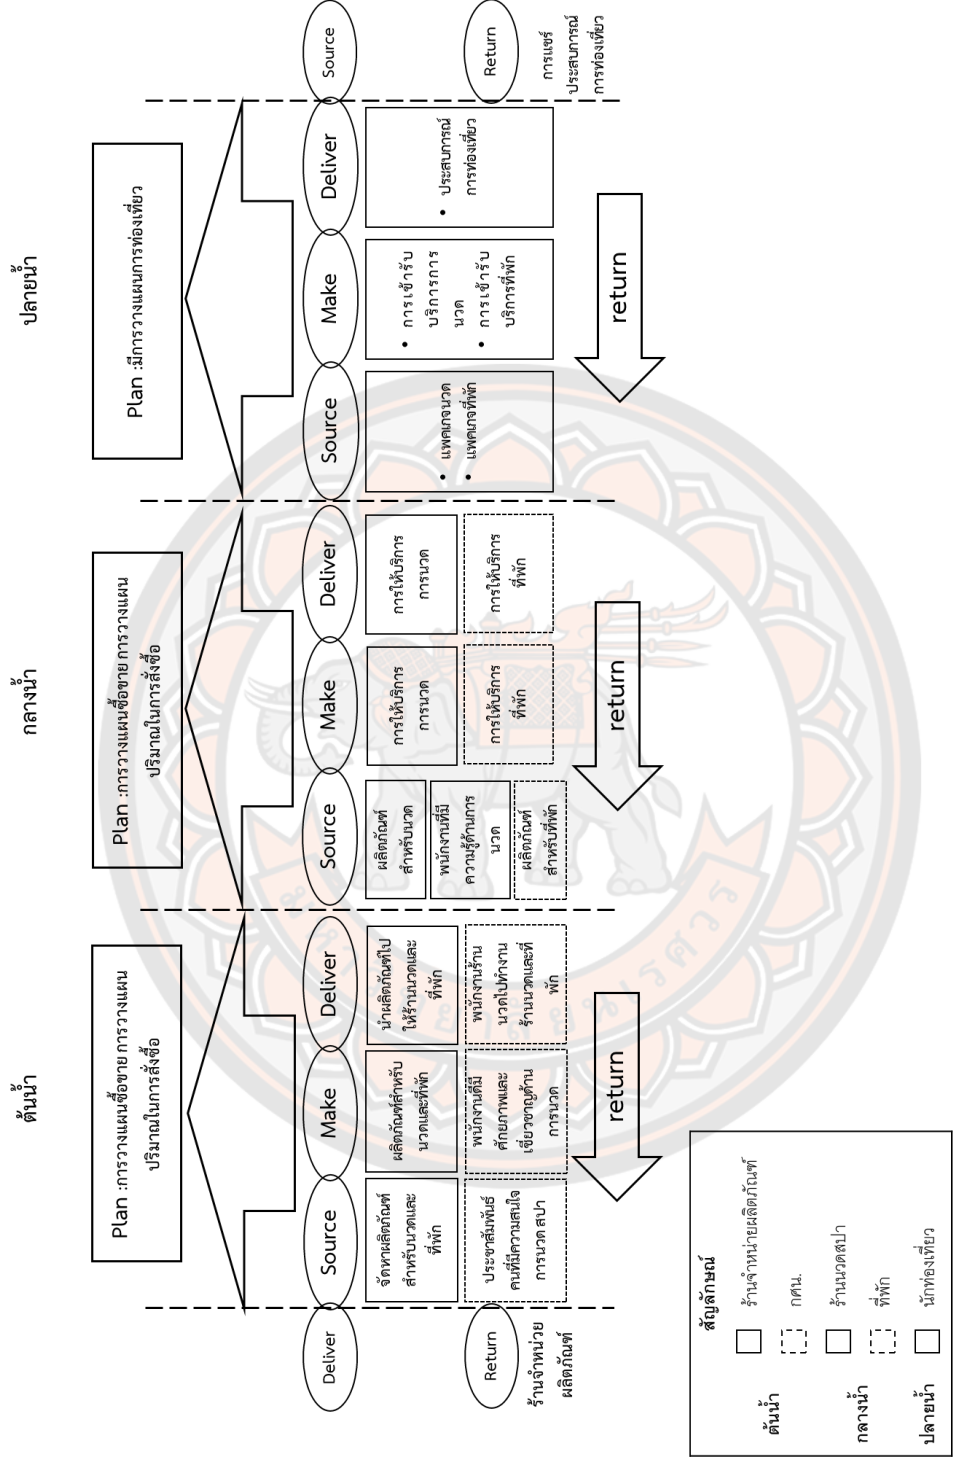 ต้นน้ำ
กลางน้ำ
ปลายน้ำ
Plan :การวางแผนซื้อขาย การวางแผน
ปริมาณในการสั่งซื้อ
Plan :การวางแผนซื้อขาย การวางแผน
ปริมาณในการสั่งซื้อ
Plan :มีการวางแผนการท่องเที่ยว
Deliver
Source
Make
Deliver
Source
Make
Deliver
Source
Make
Deliver
Source
จัดหาผลิตภัณฑ์
สำหรับนวดและ
ที่พัก
ผลิตภัณฑ์สำหรับ
นวดและที่พัก
นำผลิตภัณฑ์ไป
ให้ร้านนวดและ
ที่พัก
ผลิตภัณฑ์
สำหรับนวด
พนักงานที่มี
ความรู้ด้านการ
นวด
ผลิตภัณฑ์
สำหรับที่พัก
การให้บริการ
การนวด
การให้บริการ
การนวด
• แพคเกจนวด
• แพคเกจที่พัก
• การเข้ารับ
บริการการ
นวด
• การเข้ารับ
บริการที่พัก
• ประสบการณ์
การท่องเที่ยว
Return
ร้านจำหน่วย
ผลิตภัณฑ์
ประชาสัมพันธ์
คนที่มีความสนใจ
การนวด สปา
พนักงานดีมี
ศักยภาพและ
เชี่ยวชาญด้าน
การนวด
พนักงานร้าน
นวดไปทำงาน
ร้านนวดและที่
พัก
การให้บริการ
ที่พัก
การให้บริการ
ที่พัก
Return
การแชร์
ประสบการณ์
การท่องเที่ยว
return
return
return
สัญลักษณ์
ต้นน้ำ
ร้านจำหน่ายผลิตภัณฑ์
กศน.
กลางน้ำ
ร้านนวดสปา
ที่พัก
ปลายน้ำ
นักท่องเที่ยว